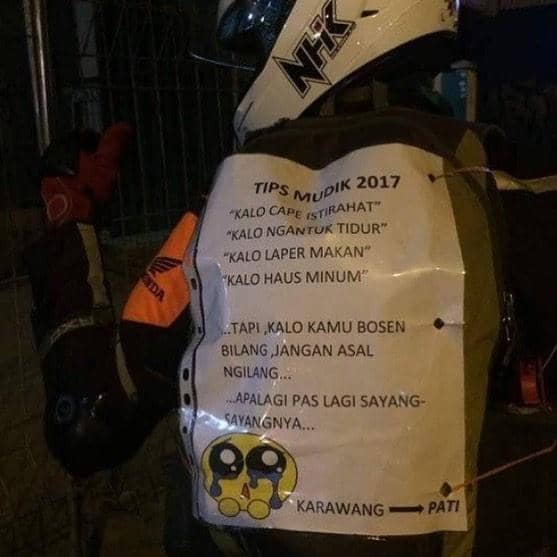 NHK
TIPS MUDIK 2017
"KALO CAPE ISTIRAHAT"
"KALO NGANTUK TIDUR"
"KALO LAPER MAKAN"
"KALO HAUS MINUM"
HONDA
...TAPI ,KALO KAMU BOSEN
BILANG ,JANGAN ASAL
NGILANG...
...APALAGI PAS LAGI SAYANG-
SAYANGNYA...
KARAWANG → PATI